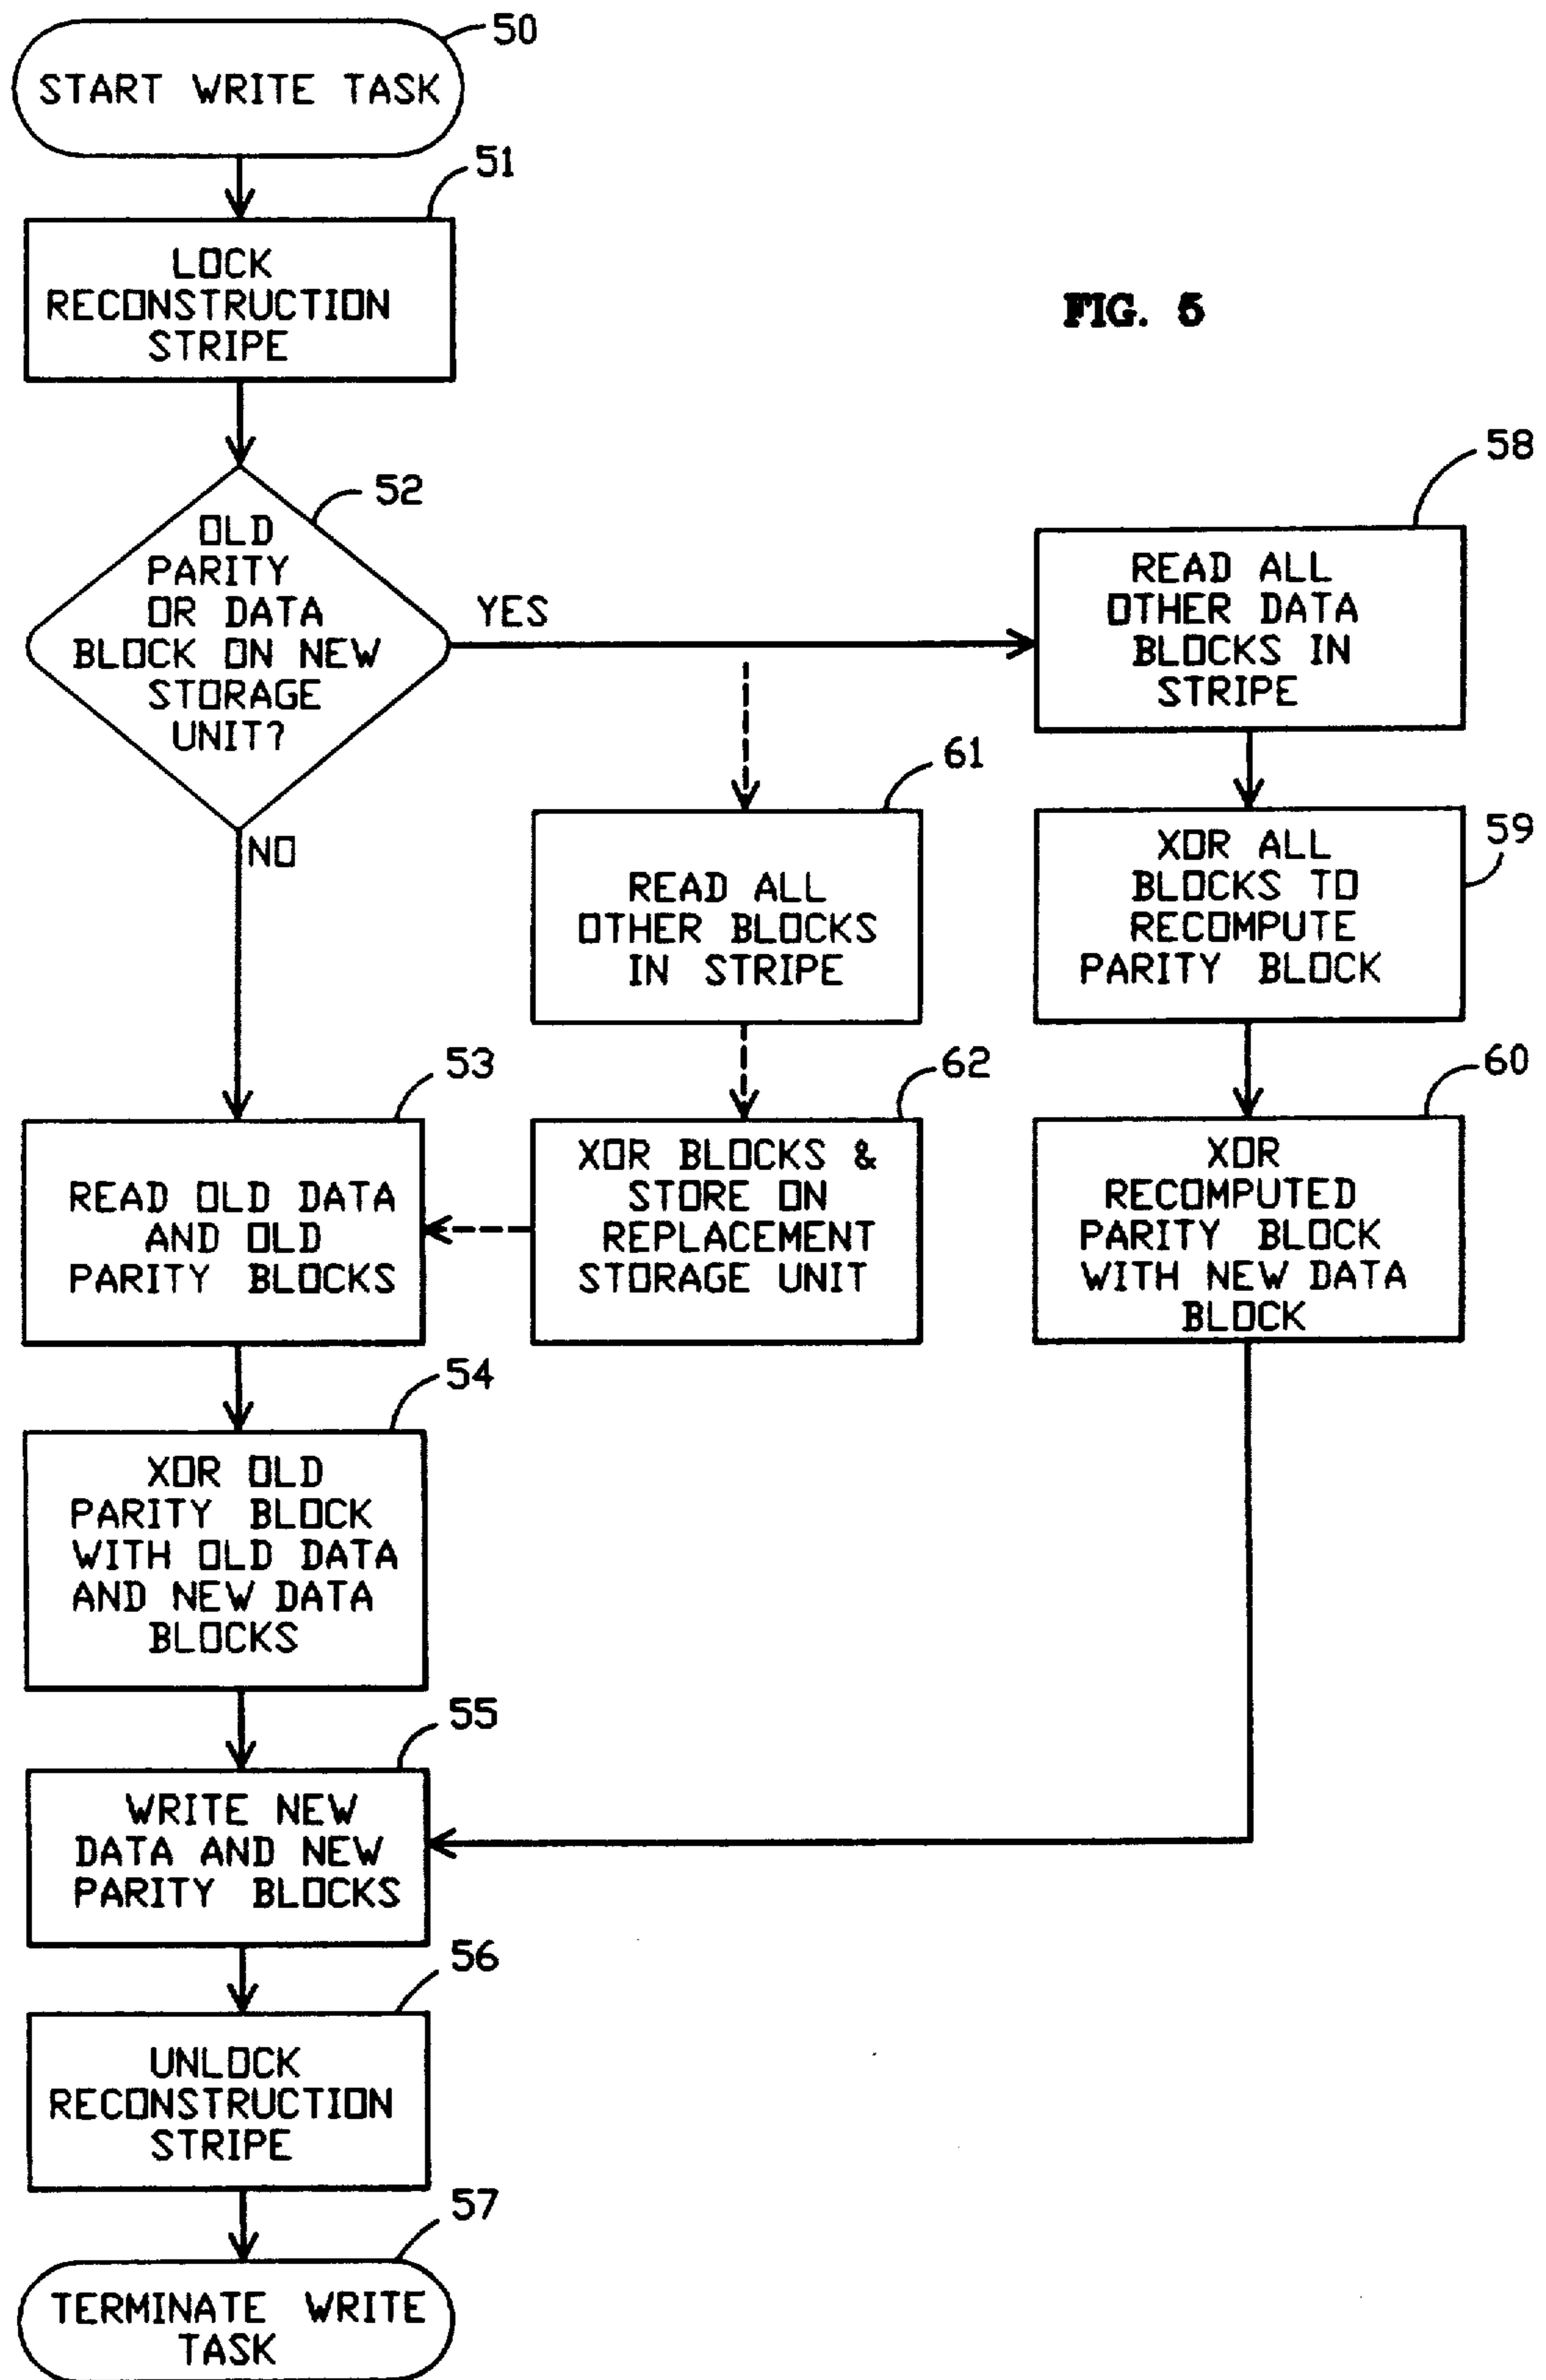 50
START WRITE TASK
51
LOCK
RECONSTRUCTION
STRIPE
FIG. 5
52
OLD
PARITY
OR DATA
BLOCK ON NEW
STORAGE
UNIT?
YES
NO
58
READ ALL
OTHER DATA
BLOCKS IN
STRIPE
61
READ ALL
OTHER BLOCKS
IN STRIPE
59
XOR ALL
BLOCKS TO
RECOMPUTE
PARITY BLOCK
53
READ OLD DATA
AND OLD
PARITY BLOCKS
62
XOR BLOCKS &
STORE ON
REPLACEMENT
STORAGE UNIT
60
XOR
RECOMPUTED
PARITY BLOCK
WITH NEW DATA
BLOCK
54
XOR OLD
PARITY BLOCK
WITH OLD DATA
AND NEW DATA
BLOCKS
55
WRITE NEW
DATA AND NEW
PARITY BLOCKS
56
UNLOCK
RECONSTRUCTION
STRIPE
57
TERMINATE WRITE
TASK